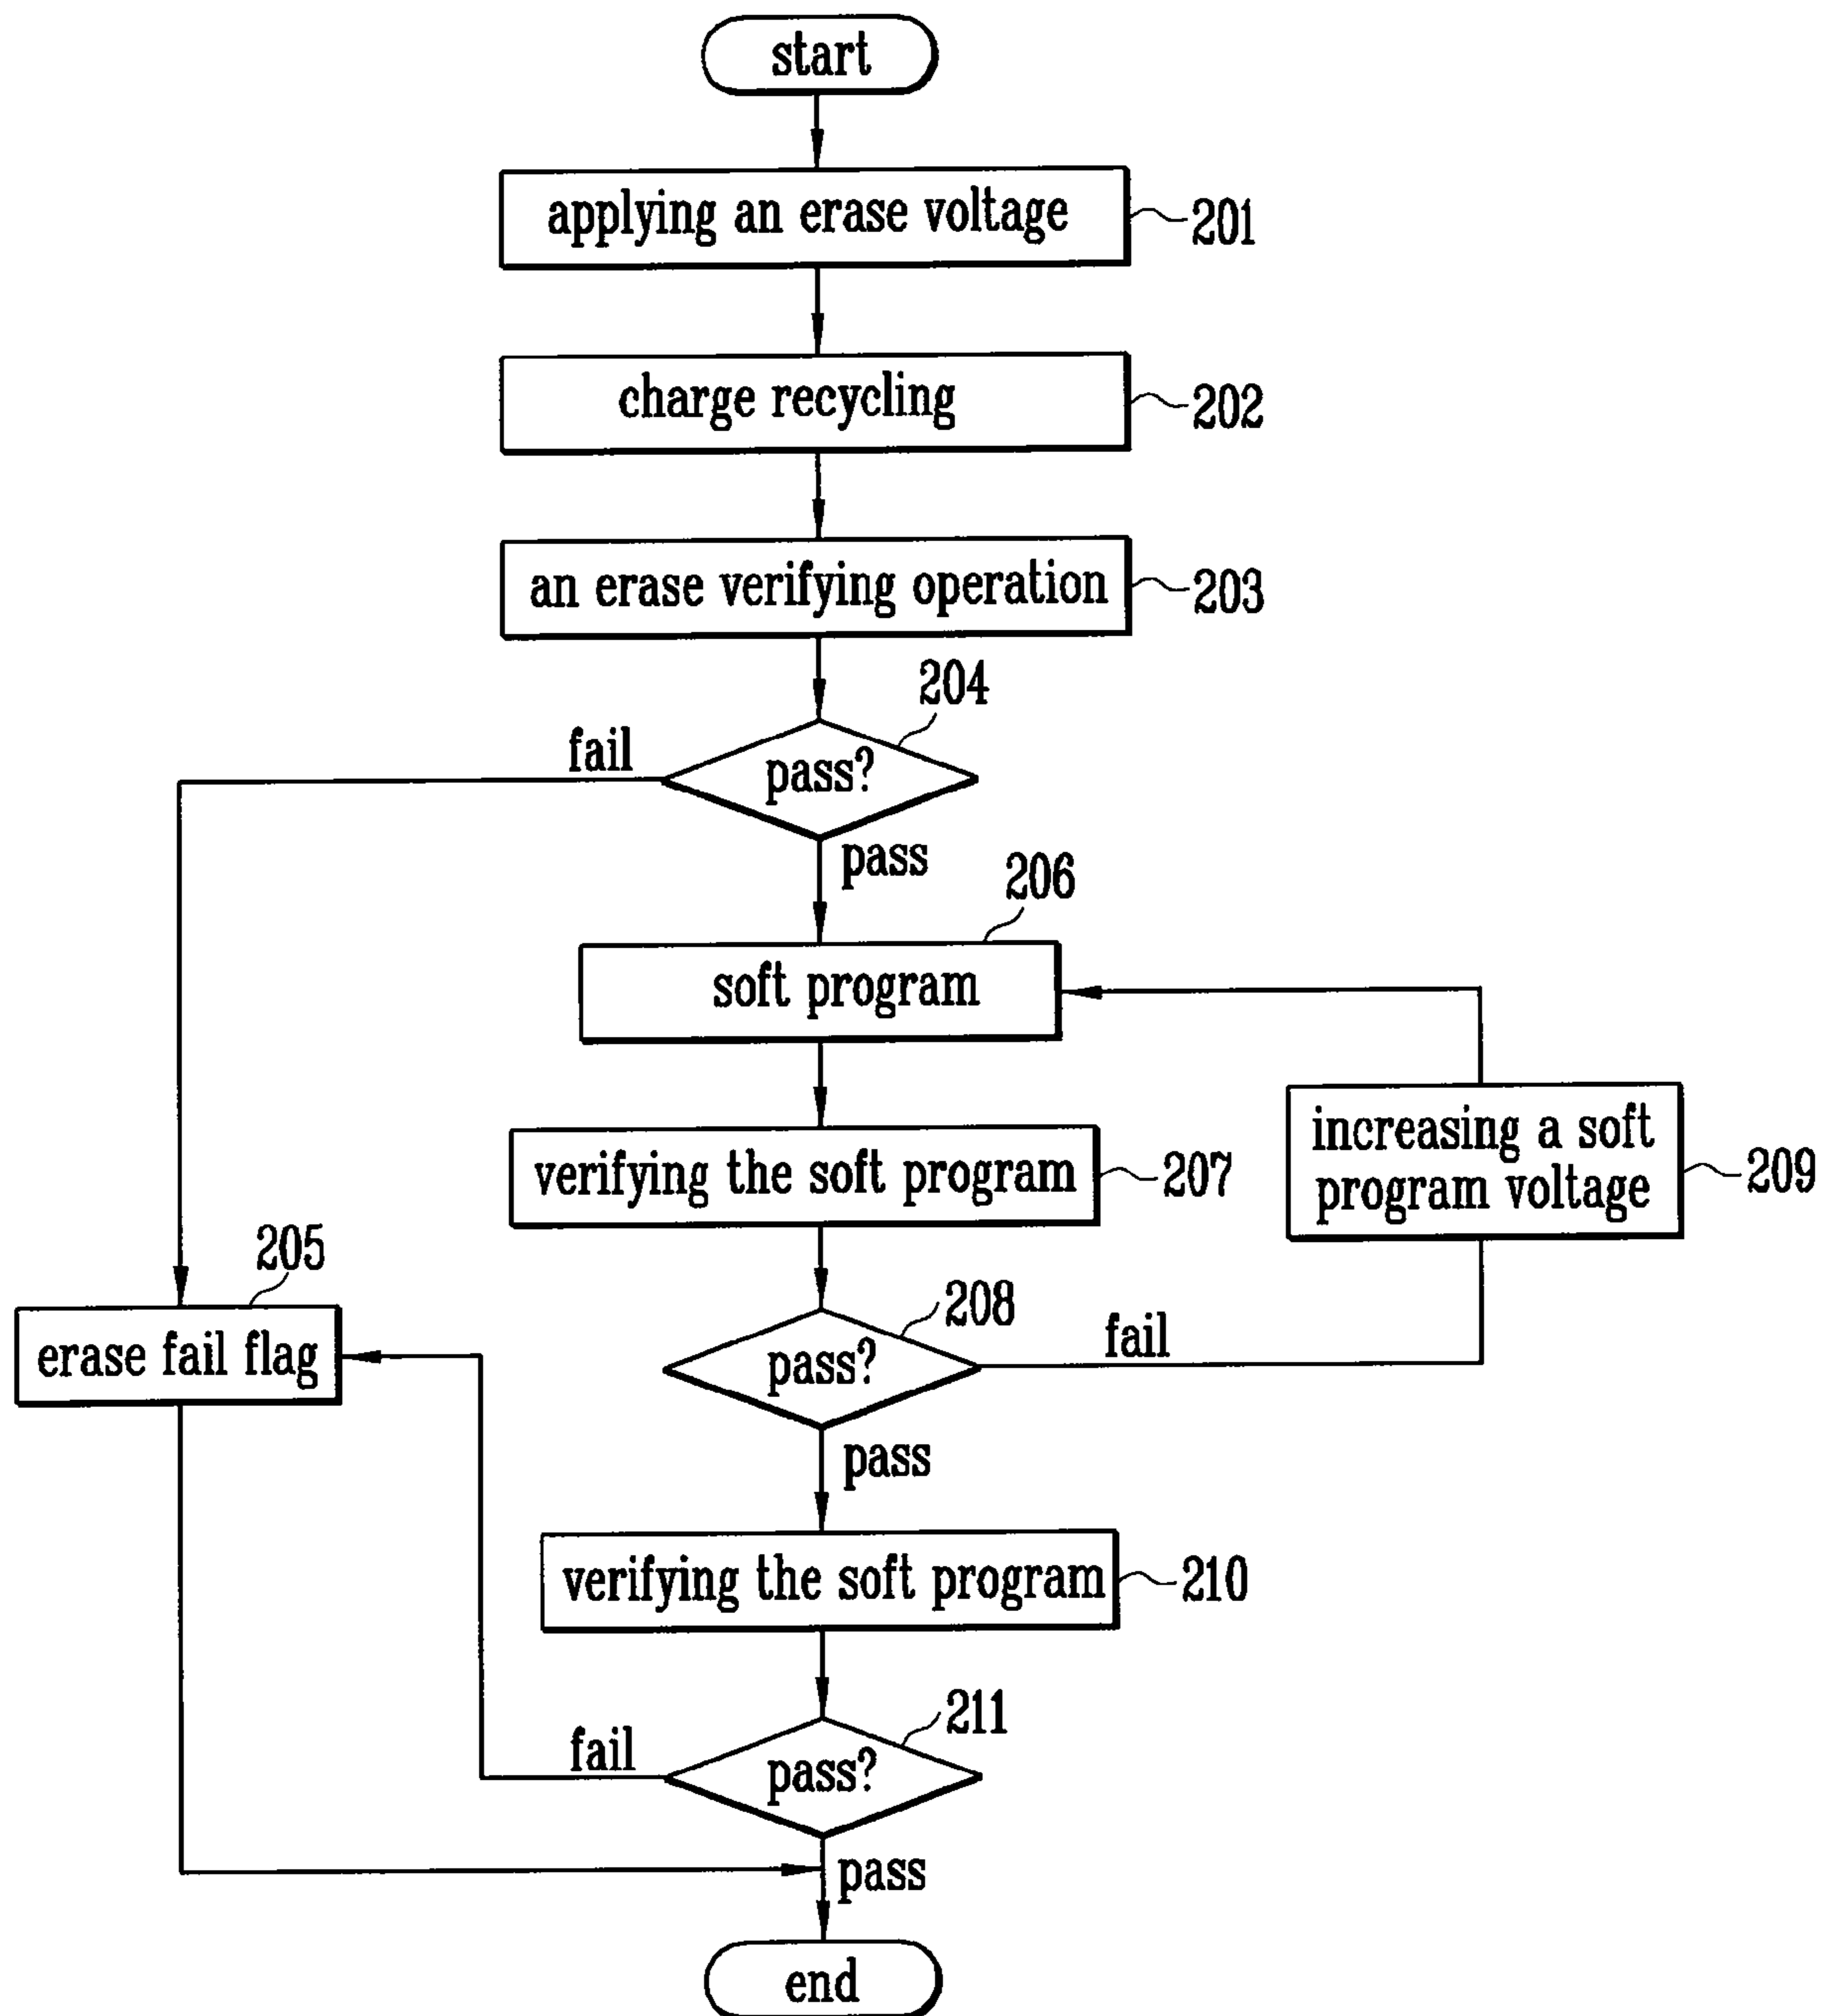 start
applying an erase voltage
201
charge recycling
202
an erase verifying operation
203
204
fail
pass?
pass
206
soft program
increasing a soft
program voltage
209
verifying the soft program
207
205
erase fail flag
208
pass?
fail
pass
verifying the soft program
210
211
fail
pass?
pass
end